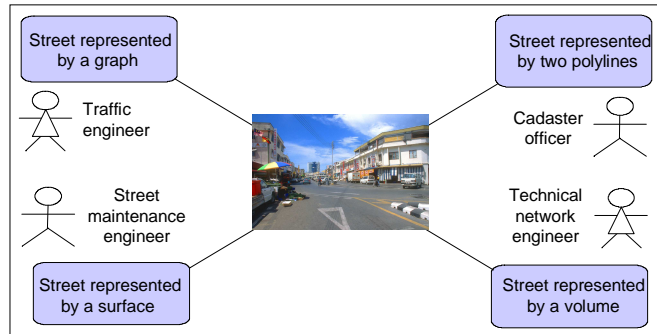 Street represented
by a graph
Street represented
by two polylines
Traffic
engineer
Cadaster
officer
Street
maintenance
engineer
Technical
network
engineer
Street represented
by a surface
Street represented
by a volume